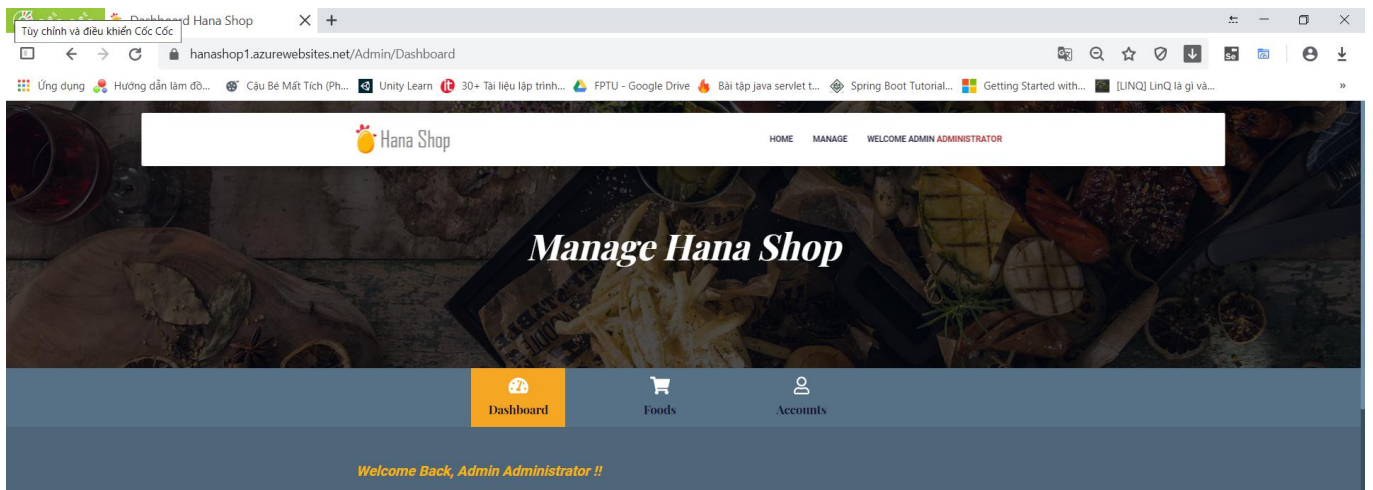 Dashboard Hana Shop
Tùy chỉnh và điều khiển Cốc Cốc
hanashop1.azurewebsites.net/Admin/Dashboard
Ứng dụng Hướng dẫn làm đồ... Cậu Bé Mất Tích (Ph... Unity Learn 30+ Tài liệu lập trình... FPTU - Google Drive Bài tập java servlet t... Spring Boot Tutorial... Getting Started with... [LINQ] LinQ là gì và... »
Hana Shop HOME MANAGE WELCOME ADMIN ADMINISTRATOR
Manage Hana Shop
Dashboard Foods Accounts
Welcome Back, Admin Administrator !!